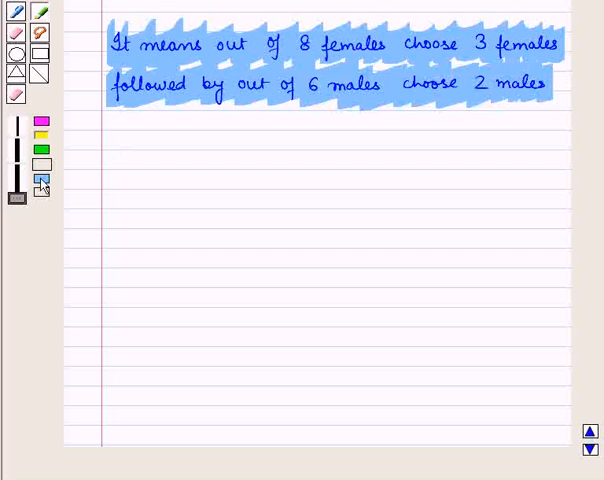 It means out of 8 females choose 3 females
followed by out of 6 males choose 2 males